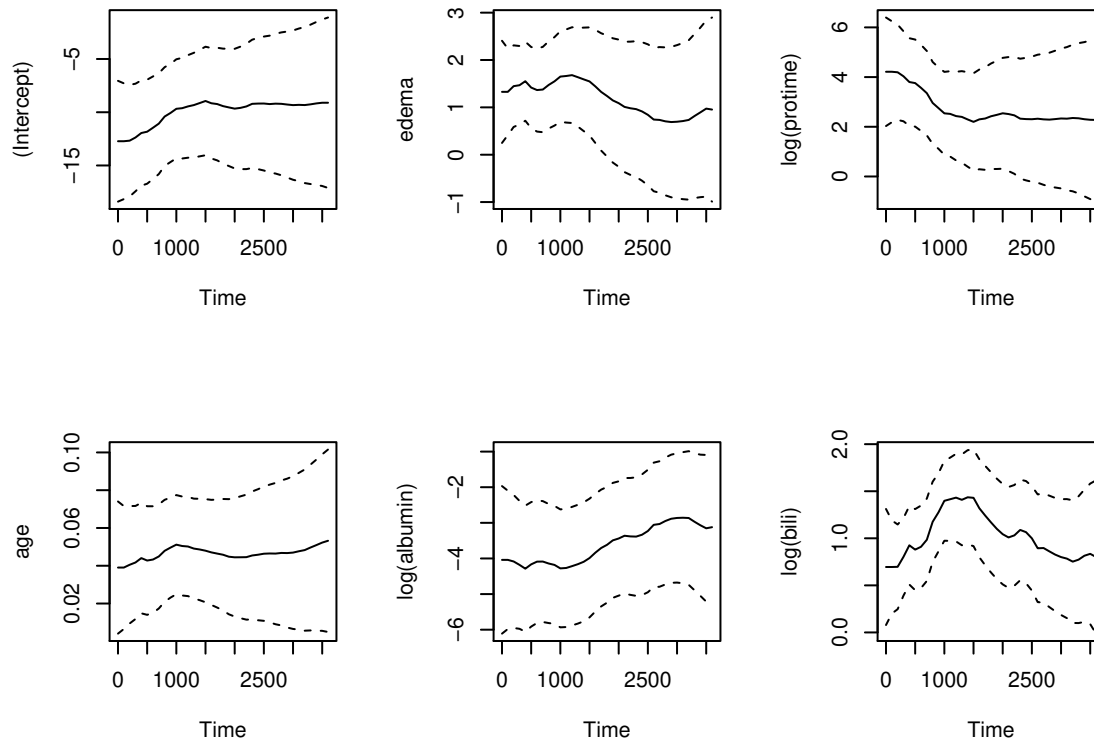 (Intercept)
-5
-15
0 1000 2500
Time
edema
3
2
1
0
-1
0 1000 2500
Time
log(protime)
6
4
2
0
0 1000 2500
Time
age
0.10
0.06
0.02
0 1000 2500
Time
log(albumin)
-2
-4
-6
0 1000 2500
Time
log(bili)
2.0
1.0
0.0
0 1000 2500
Time